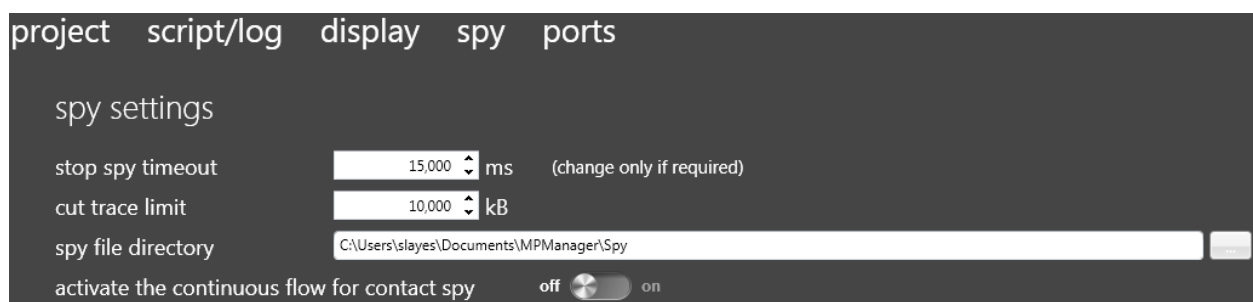 project script/log display spy ports
spy settings
stop spy timeout 15,000 ms (change only if required)
cut trace limit 10,000 kB
spy file directory C:\Users\slayes\Documents\MPManager\Spy ...
activate the continuous flow for contact spy off on